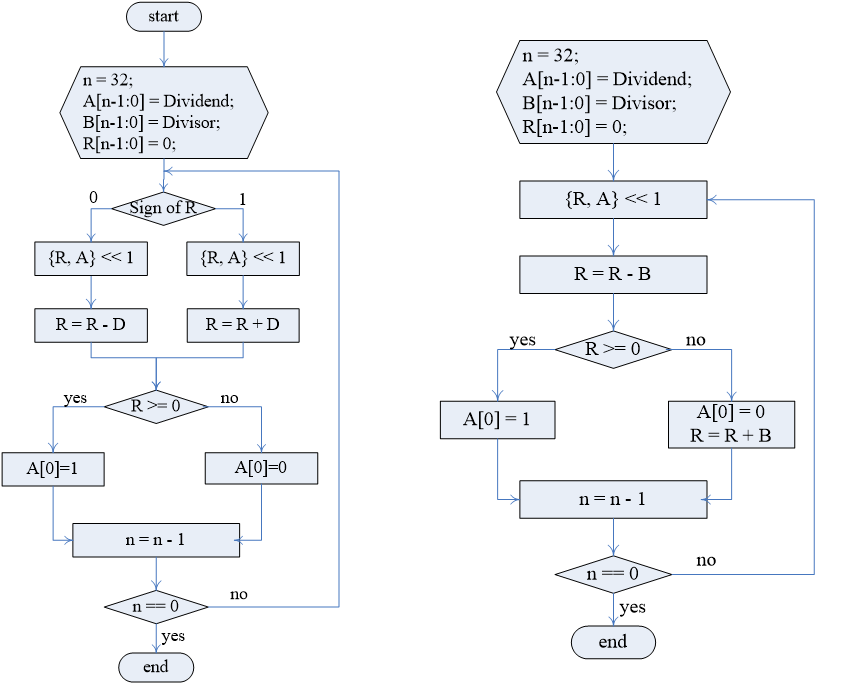 start
n = 32;
A[n-1:0] = Dividend;
B[n-1:0] = Divisor;
R[n-1:0] = 0;
0
Sign of R
1
{R, A} << 1
{R, A} << 1
R = R - D
R = R + D
yes
R >= 0
no
A[0]=1
A[0]=0
n = n - 1
n == 0
no
yes
end
n = 32;
A[n-1:0] = Dividend;
B[n-1:0] = Divisor;
R[n-1:0] = 0;
{R, A} << 1
R = R - B
yes
R >= 0
no
A[0] = 1
A[0] = 0
R = R + B
n = n - 1
n == 0
no
yes
end